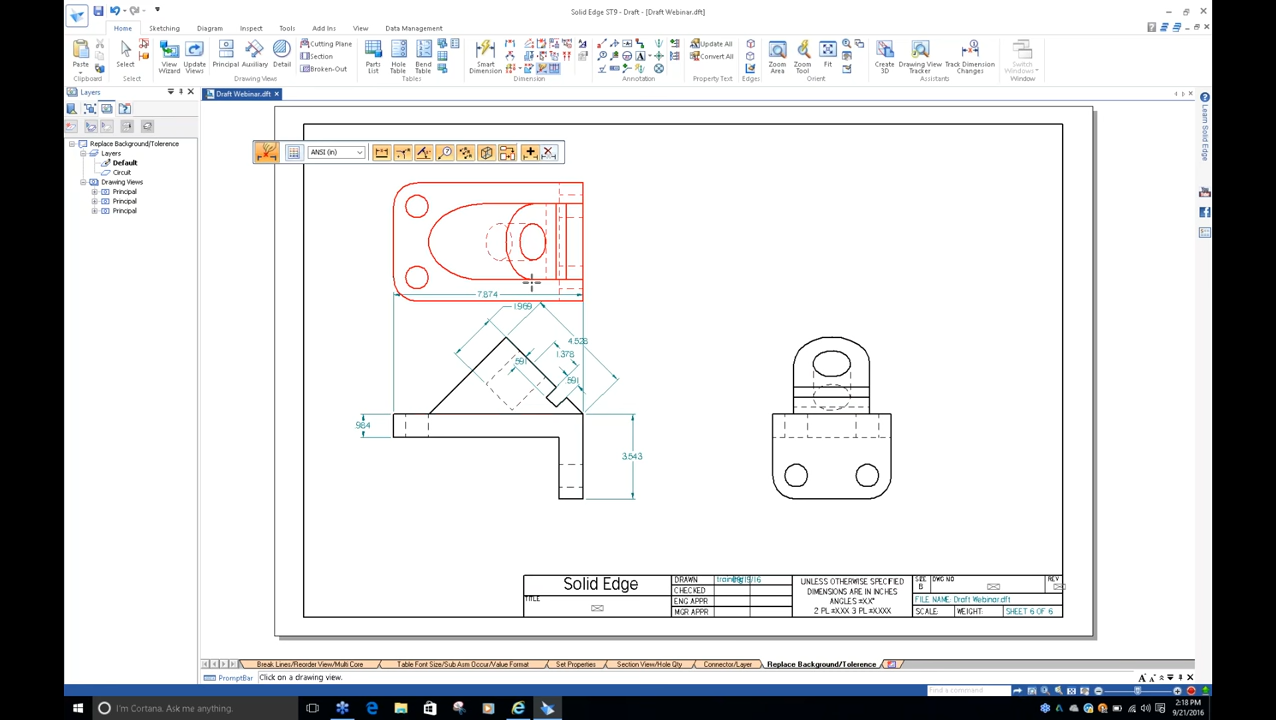 Solid Edge ST9 - Draft - [Draft Webinar.dft]
Home Sketching Diagram Inspect Tools Add Ins View Data Management
Paste
Clipboard
Select
Select
View Wizard
Update Views
Principal
Auxiliary
Detail
Cutting Plane
Section
Broken-Out
Drawing Views
Parts List
Hole Table
Bend Table
Tables
Smart Dimension
Dimension
Annotation
Update All
Convert All
Property Text
Edges
Zoom Area
Zoom Tool
Fit
Orient
Create 3D
Drawing View Tracker
Track Dimension Changes
Assistants
Switch Windows
Window
Layers
Draft Webinar.dft
Replace Background/Tolerence
Layers
Default
Circuit
Drawing Views
Principal
Principal
Principal
ANSI (in)
Learn Solid Edge
7.874
1.969
4.528
1.378
.591
.591
.984
3.543
Solid Edge
TITLE
DRAWN
CHECKED
ENG APPR
MGR APPR
UNLESS OTHERWISE SPECIFIED
DIMENSIONS ARE IN INCHES
ANGLES ±X.X°
2 PL ±X.XX 3 PL ±X.XXX
SIZE
B
DWG NO
REV
FILE NAME: Draft Webinar.dft
SCALE: WEIGHT: SHEET 6 OF 6
Break Lines/Reorder View/Multi Core Table Font Size/Sub Asm Occur/Value Format Set Properties Section View/Hole Qty Connector/Layer Replace Background/Tolerence
PromptBar Click on a drawing view.
Find a command
I'm Cortana. Ask me anything.
2:18 PM
9/21/2016